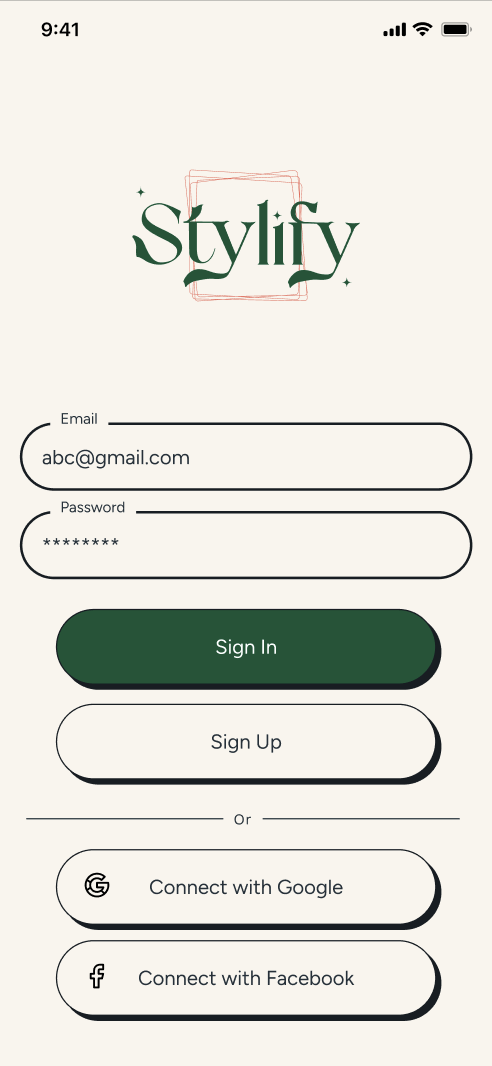 9:41
Stylify
Email
abc@gmail.com
Password
********
Sign In
Sign Up
Or
Connect with Google
Connect with Facebook